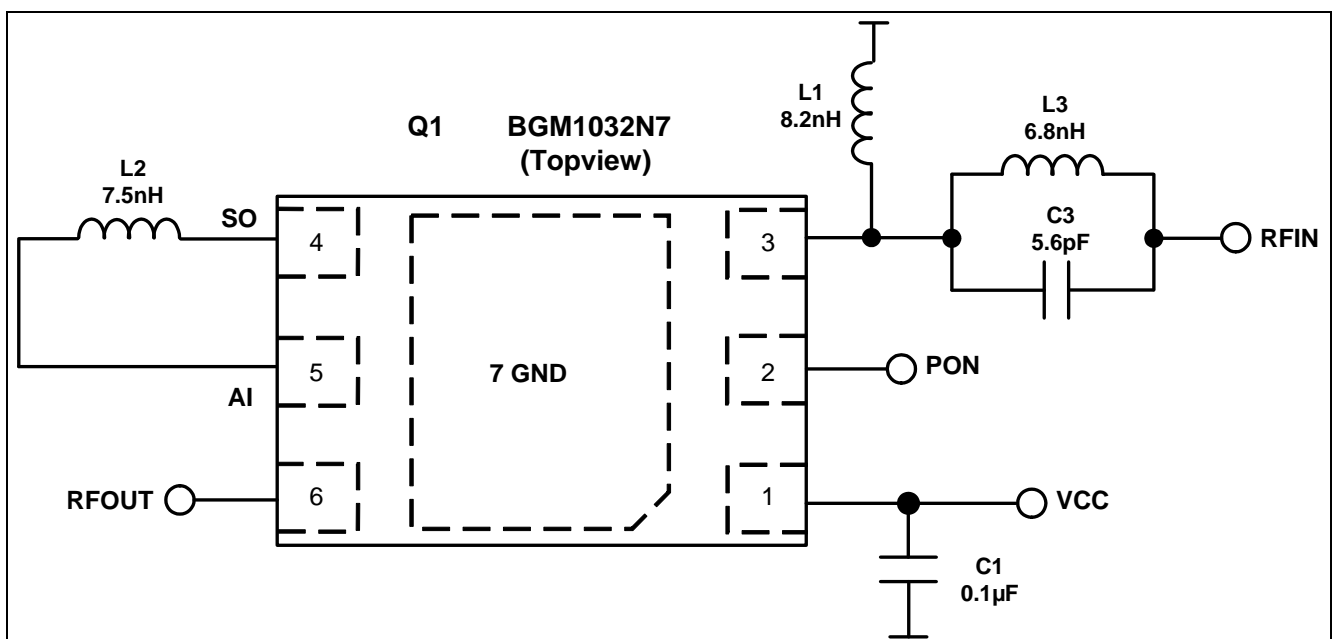 Q1 BGM1032N7
(Topview)
L1
8.2nH
L3
6.8nH
C3
5.6pF
RFIN
L2
7.5nH
SO
4
3
AI
5
7 GND
2
PON
RFOUT
6
1
VCC
C1
0.1µF